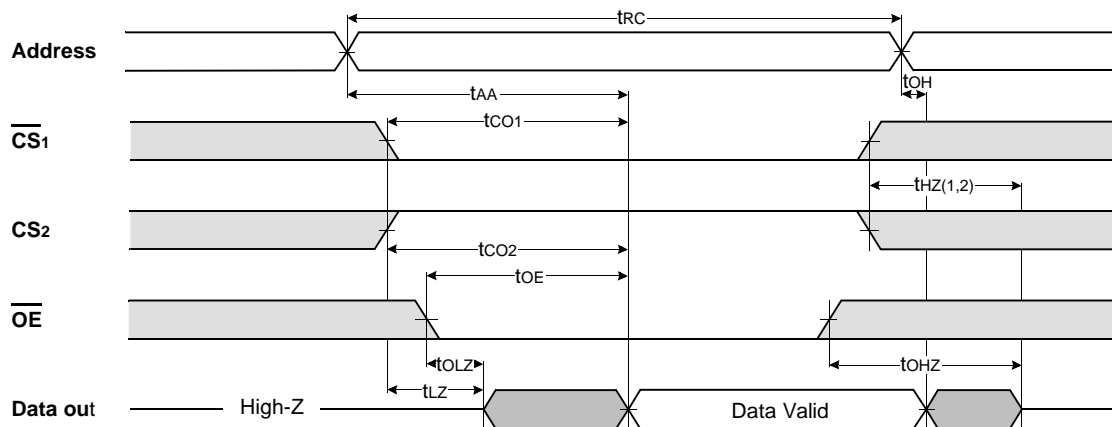 tRC
Address
tOH
tAA
tCO1
CS1
tHZ(1,2)
CS2
tCO2
tOE
OE
tOLZ
tOHZ
tLZ
Data out
High-Z
Data Valid